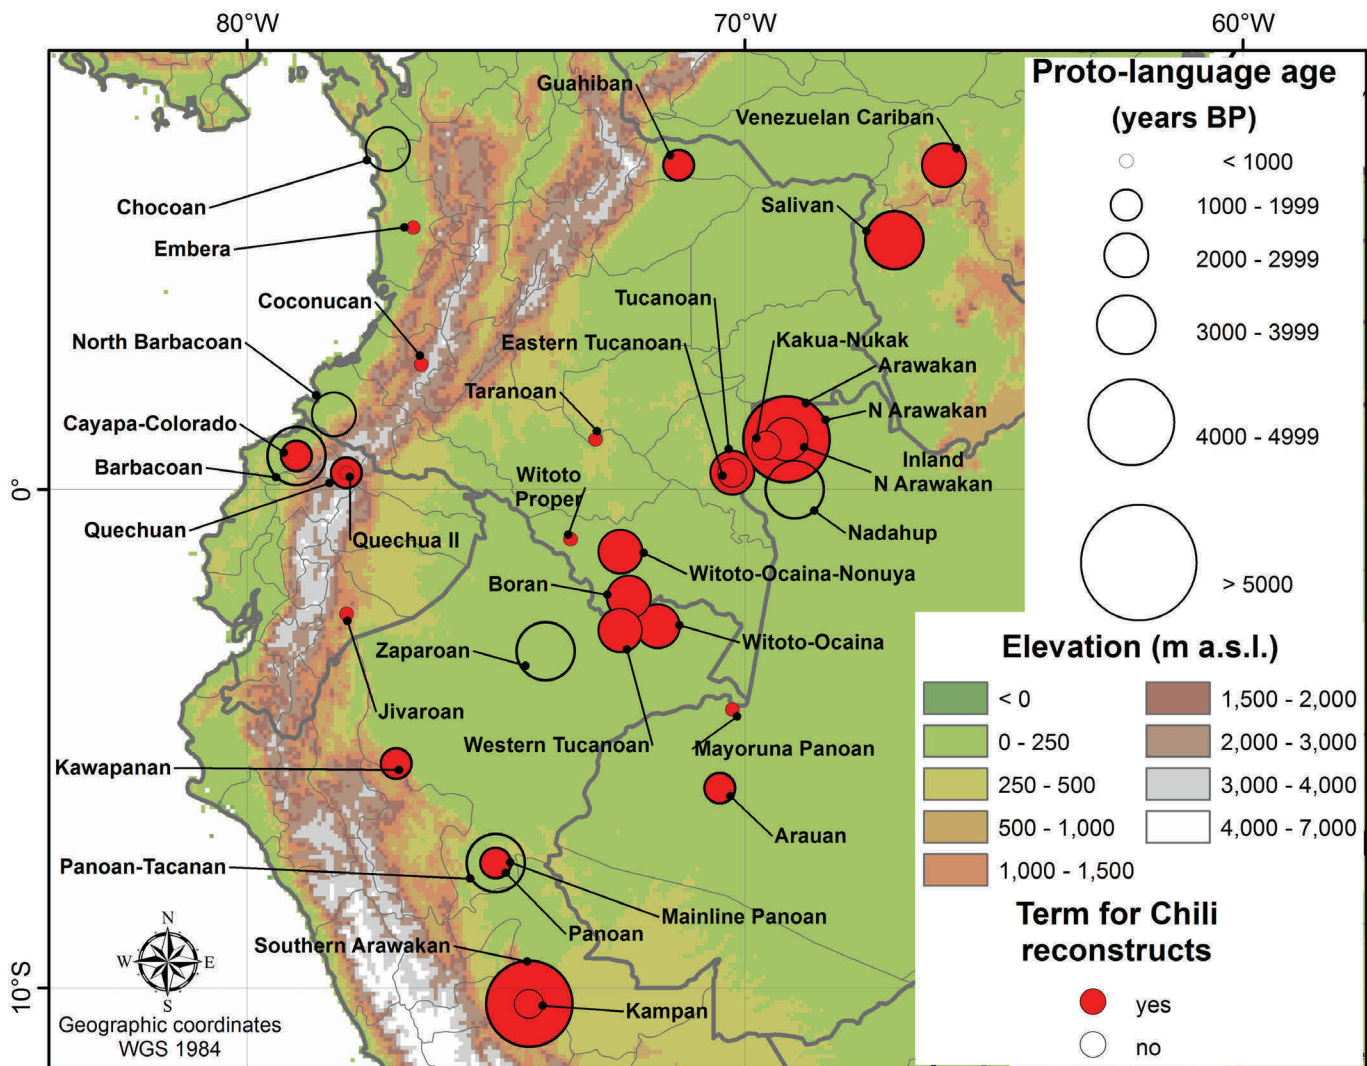 80°W
70°W
60°W
Guahiban
Venezuelan Cariban
Chocoan
Salivan
Embera
Coconucan
Tucanoan
North Barbacoan
Eastern Tucanoan
Kakua-Nukak
Arawakan
Taranoan
N Arawakan
Cayapa-Colorado
Inland
N Arawakan
Barbacoan
Witoto
Proper
0°
Quechuan
Quechua II
Nadahup
Witoto-Ocaina-Nonuya
Boran
Witoto-Ocaina
Zaparoan
Jivaroan
Western Tucanoan
Mayoruna Panoan
Kawapanan
Arauan
Panoan-Tacanan
Mainline Panoan
Panoan
Southern Arawakan
Kampan
10°S
N
W
E
S
Geographic coordinates
WGS 1984
Proto-language age
(years BP)
< 1000
1000 - 1999
2000 - 2999
3000 - 3999
4000 - 4999
> 5000
Elevation (m a.s.l.)
< 0
0 - 250
250 - 500
500 - 1,000
1,000 - 1,500
1,500 - 2,000
2,000 - 3,000
3,000 - 4,000
4,000 - 7,000
Term for Chili
reconstructs
yes
no